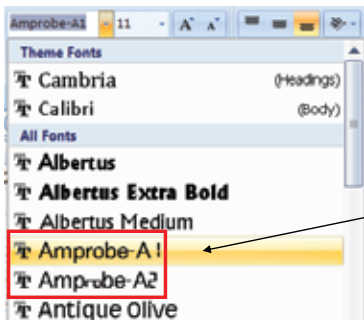 Amprobe-A1 11 A A
Theme Fonts
Cambria (Headings)
Calibri (Body)
All Fonts
Albertus
Albertus Extra Bold
Albertus Medium
Amprobe-A1
Amprobe-A2
Antique Olive